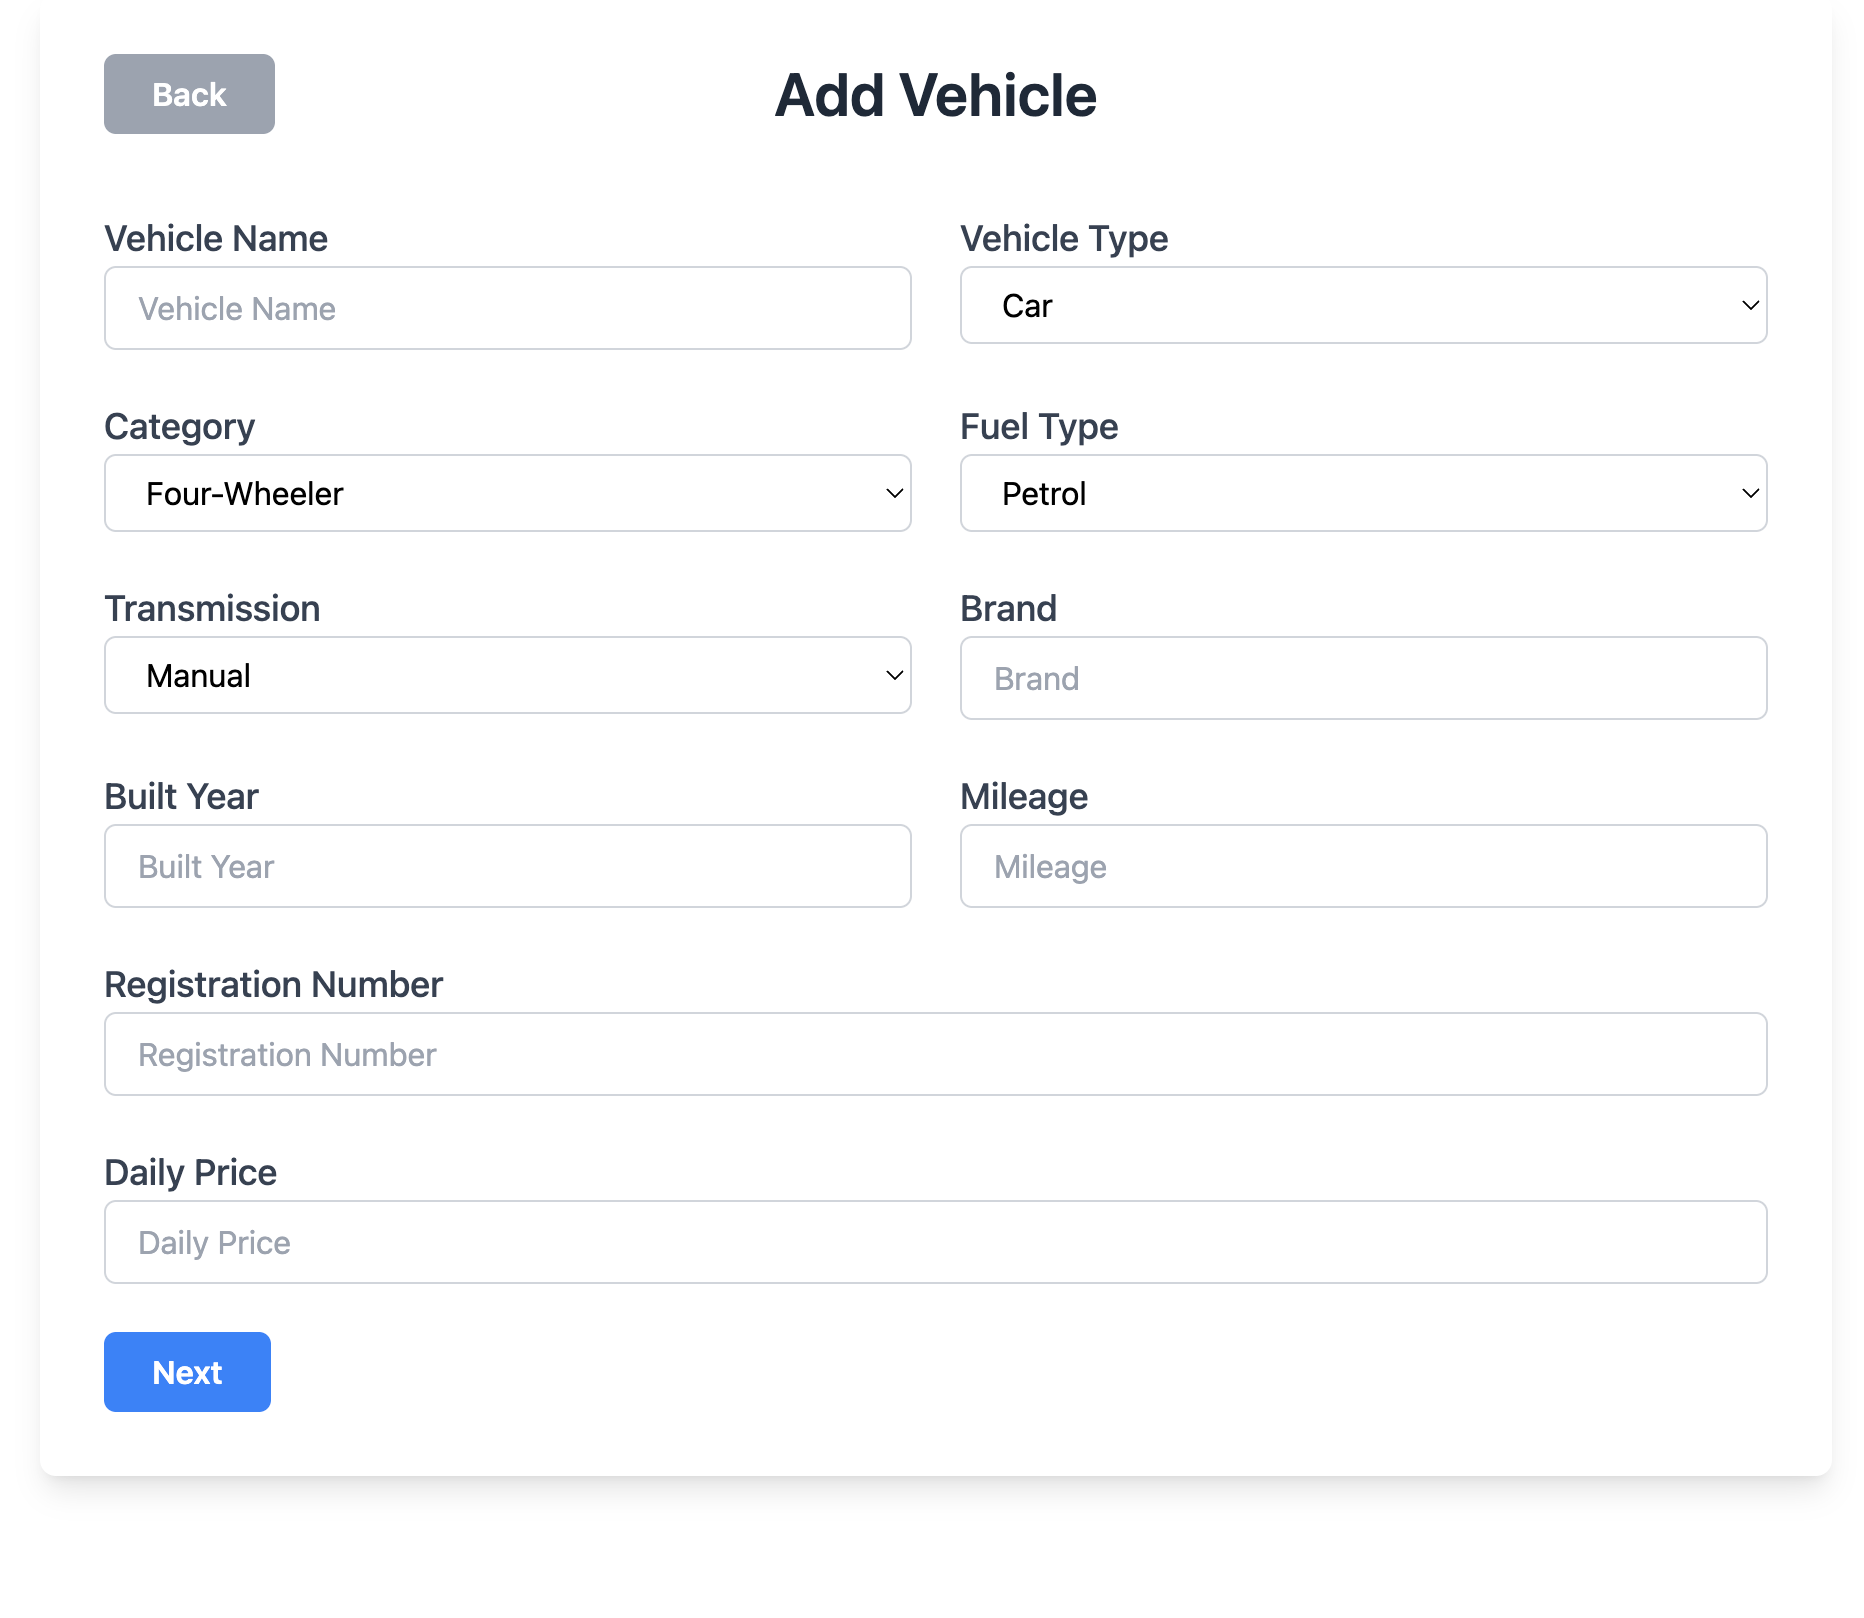 Back
Add Vehicle
Vehicle Name
Vehicle Type
Vehicle Name
Car
Category
Fuel Type
Four-Wheeler
Petrol
Transmission
Brand
Manual
Brand
Built Year
Mileage
Built Year
Mileage
Registration Number
Registration Number
Daily Price
Daily Price
Next